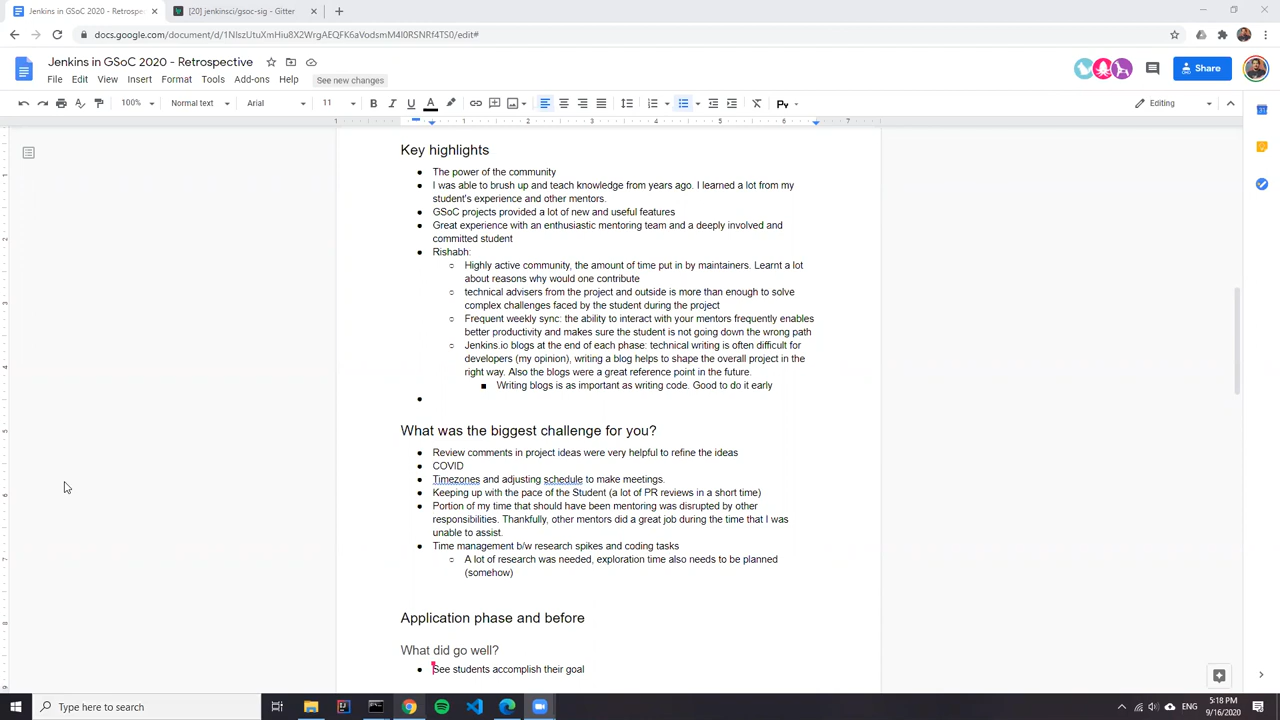 Jenkins in GSoC 2020 - Retrospe
[20] jenkinsci/gsoc-sig - Gitter
Jenkins in GSoC 2020 - Retrospective
File Edit View Insert Format Tools Add-ons Help See new changes
Share
100% Normal text Arial 11 B I U A Editing
1 1 2 3 4 5 6 7
Key highlights
● The power of the community
● I was able to brush up and teach knowledge from years ago. I learned a lot from my
student's experience and other mentors.
● GSoC projects provided a lot of new and useful features
● Great experience with an enthusiastic mentoring team and a deeply involved and
committed student
● Rishabh:
○ Highly active community, the amount of time put in by maintainers. Learnt a lot
about reasons why would one contribute
○ technical advisers from the project and outside is more than enough to solve
complex challenges faced by the student during the project
○ Frequent weekly sync: the ability to interact with your mentors frequently enables
better productivity and makes sure the student is not going down the wrong path
○ Jenkins.io blogs at the end of each phase: technical writing is often difficult for
developers (my opinion), writing a blog helps to shape the overall project in the
right way. Also the blogs were a great reference point in the future.
■ Writing blogs is as important as writing code. Good to do it early
●
What was the biggest challenge for you?
● Review comments in project ideas were very helpful to refine the ideas
● COVID
● Timezones and adjusting schedule to make meetings.
● Keeping up with the pace of the Student (a lot of PR reviews in a short time)
● Portion of my time that should have been mentoring was disrupted by other
responsibilities. Thankfully, other mentors did a great job during the time that I was
unable to assist.
● Time management b/w research spikes and coding tasks
○ A lot of research was needed, exploration time also needs to be planned
(somehow)
Application phase and before
What did go well?
● See students accomplish their goal
Type here to search
ENG
5:18 PM
9/16/2020